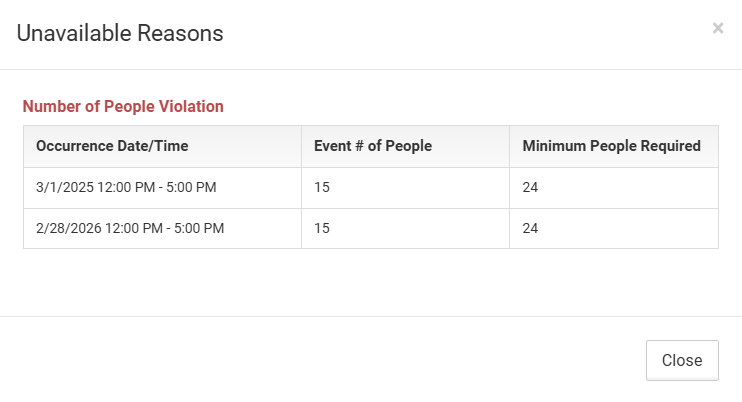 Unavailable Reasons ×
Number of People Violation
Occurrence Date/Time Event # of People Minimum People Required
3/1/2025 12:00 PM - 5:00 PM 15 24
2/28/2026 12:00 PM - 5:00 PM 15 24
Close